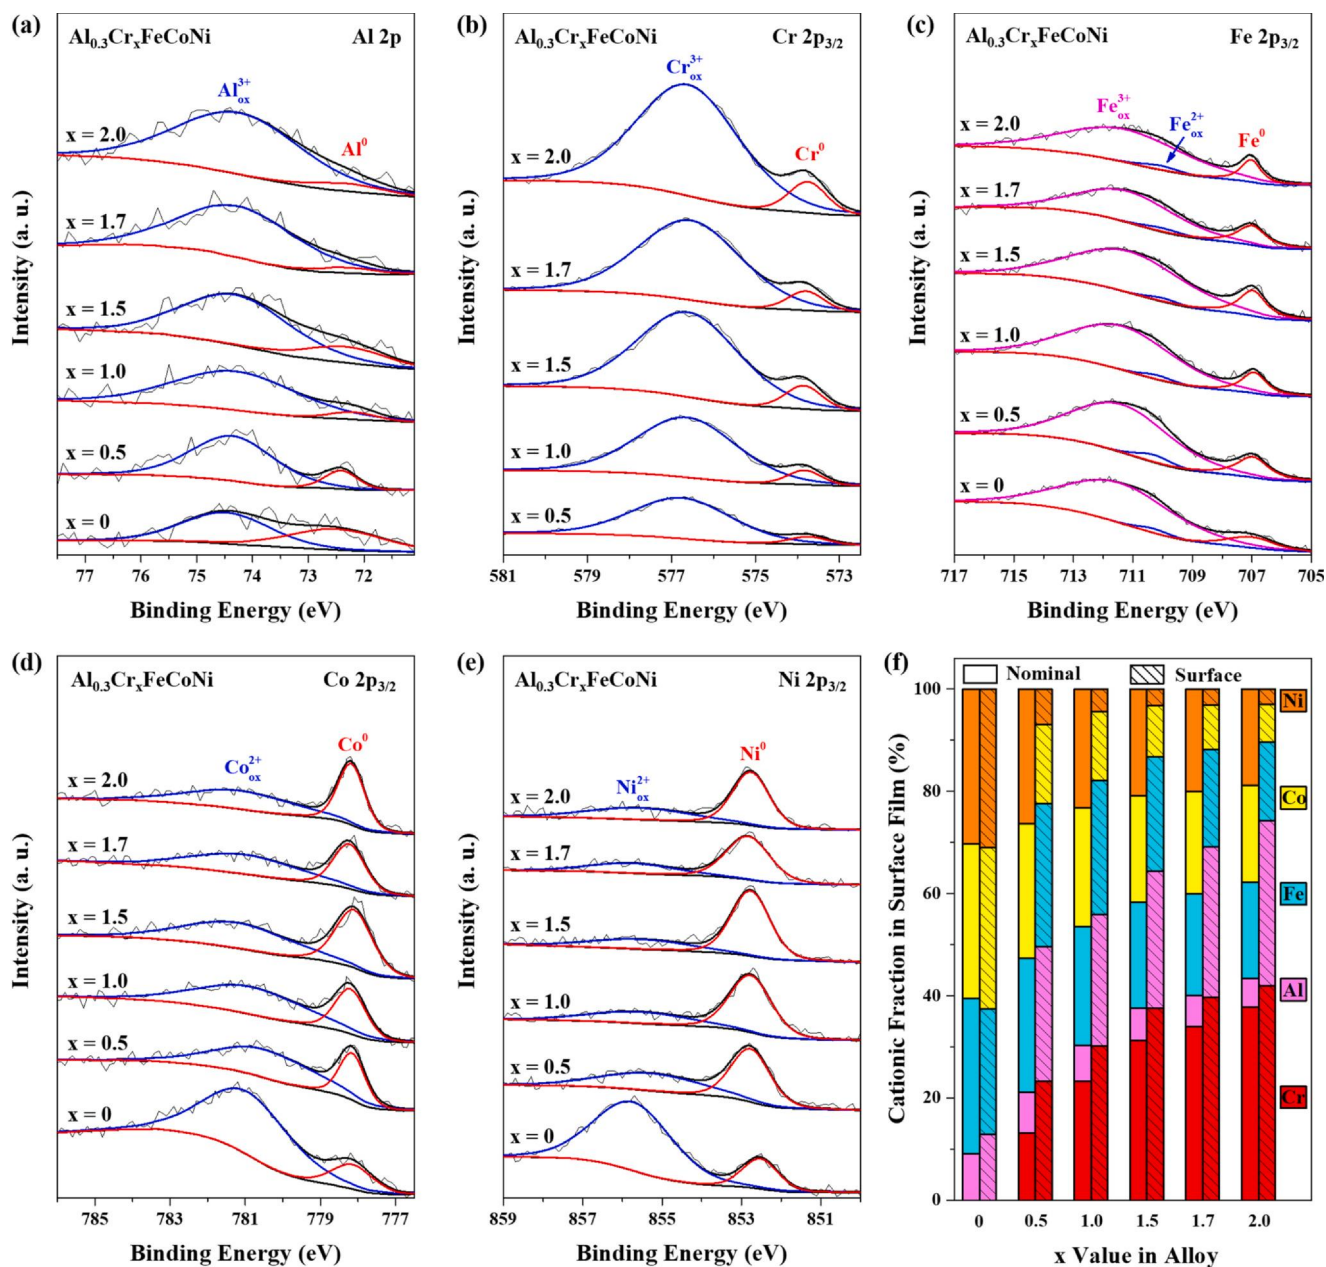 (a)
Al0.3CrxFeCoNi Al 2p
Al3+ox
x = 2.0
Al0
x = 1.7
x = 1.5
x = 1.0
x = 0.5
x = 0
Intensity (a. u.)
77 76 75 74 73 72
Binding Energy (eV)
(b)
Al0.3CrxFeCoNi Cr 2p3/2
Cr3+ox
x = 2.0
Cr0
x = 1.7
x = 1.5
x = 1.0
x = 0.5
Intensity (a. u.)
581 579 577 575 573
Binding Energy (eV)
(c)
Al0.3CrxFeCoNi Fe 2p3/2
Fe3+ox
Fe2+ox
Fe0
x = 2.0
x = 1.7
x = 1.5
x = 1.0
x = 0.5
x = 0
Intensity (a. u.)
717 715 713 711 709 707 705
Binding Energy (eV)
(d)
Al0.3CrxFeCoNi Co 2p3/2
Co0
Co2+ox
x = 2.0
x = 1.7
x = 1.5
x = 1.0
x = 0.5
x = 0
Intensity (a. u.)
785 783 781 779 777
Binding Energy (eV)
(e)
Al0.3CrxFeCoNi Ni 2p3/2
Ni0
Ni2+ox
x = 2.0
x = 1.7
x = 1.5
x = 1.0
x = 0.5
x = 0
Intensity (a. u.)
859 857 855 853 851
Binding Energy (eV)
(f)
Nominal Surface
100
80
60
40
20
0
Ni
Co
Fe
Al
Cr
Cationic Fraction in Surface Film (%)
0 0.5 1.0 1.5 1.7 2.0
x Value in Alloy